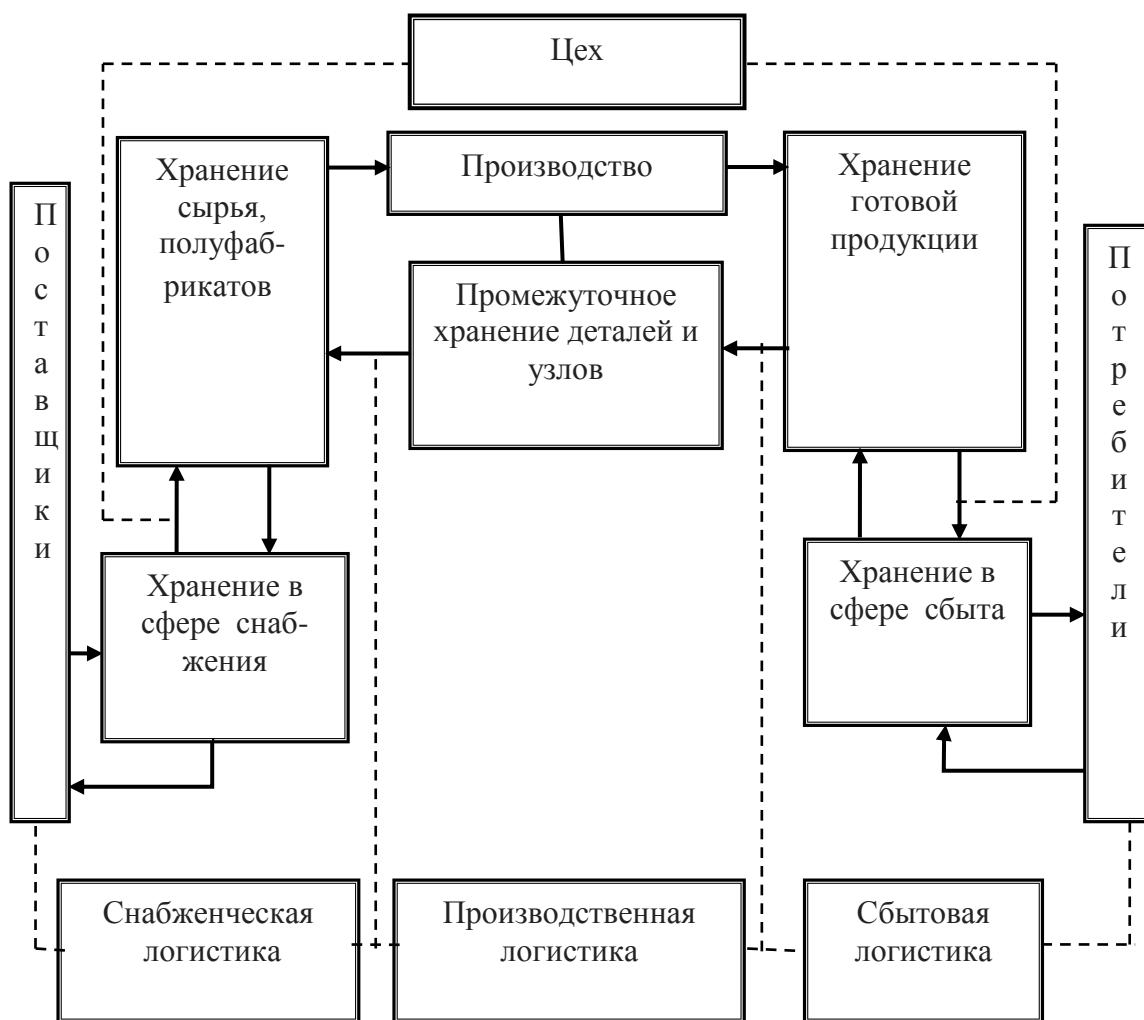 Цех
Хранение
сырья,
полуфаб-
рикатов
Производство
Хранение
готовой
продукции
Промежуточное
хранение деталей и
узлов
П
о
с
т
а
в
щ
и
к
и
П
о
т
р
е
б
и
т
е
л
и
Хранение в
сфере снаб-
жения
Хранение в
сфере сбыта
Снабженческая
логистика
Производственная
логистика
Сбытовая
логистика